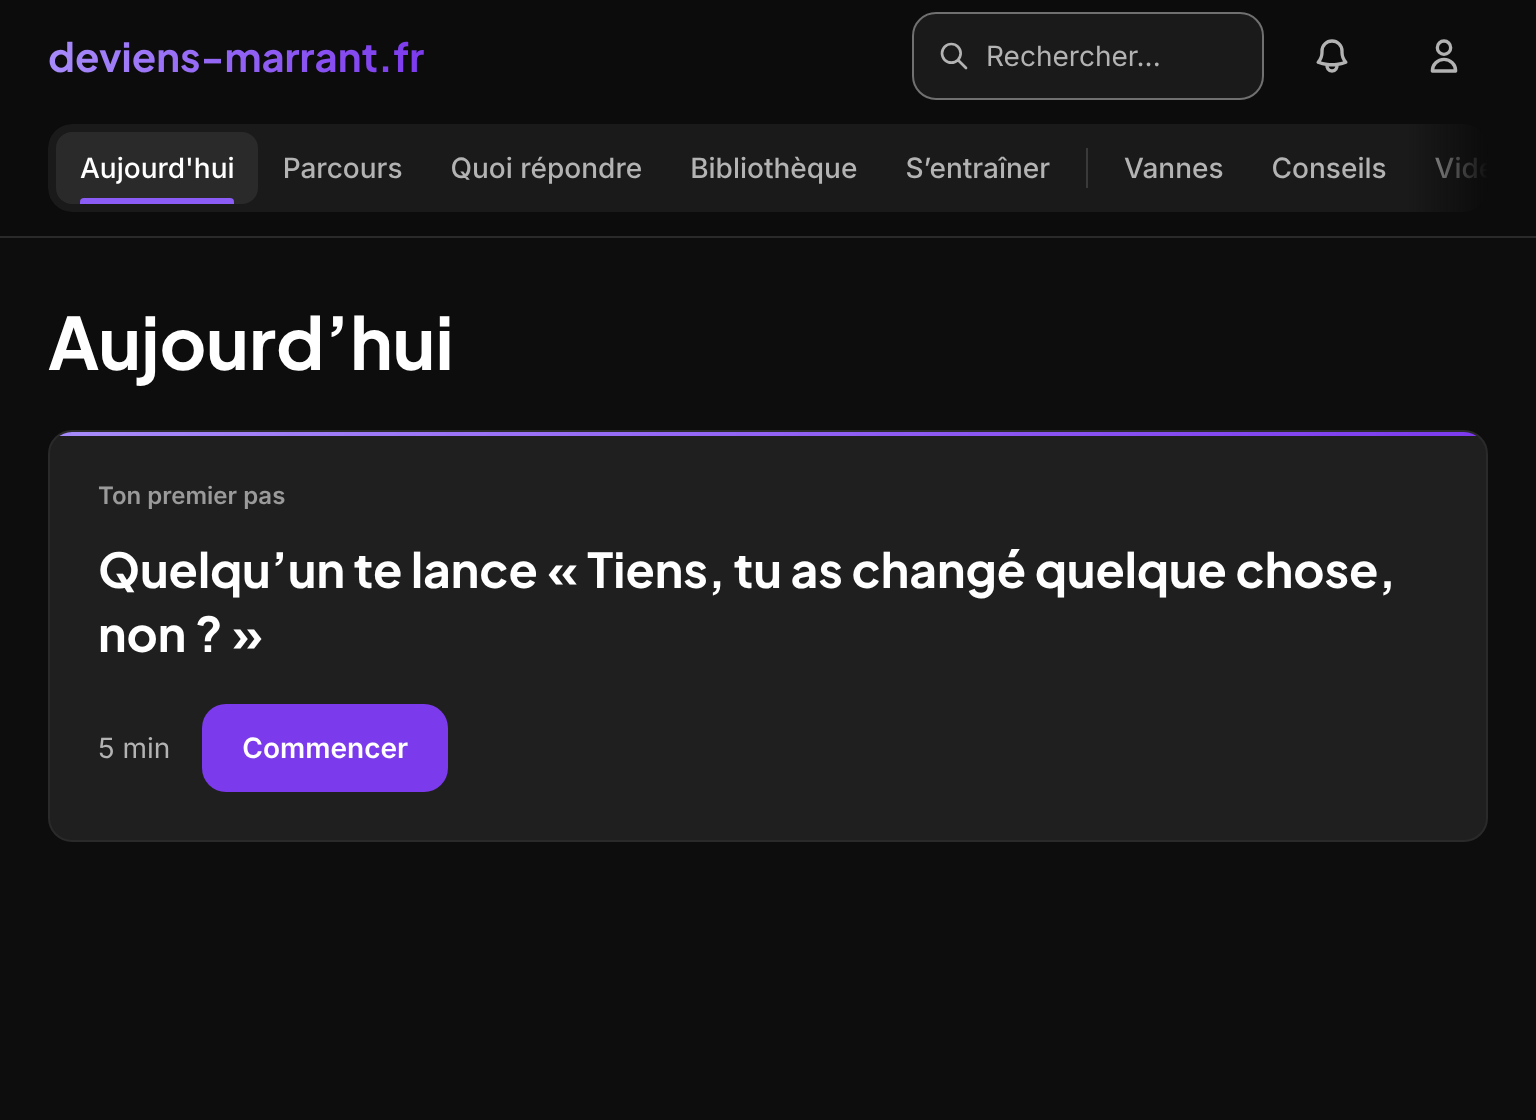 deviens-marrant.fr
Rechercher...
Aujourd'hui Parcours Quoi répondre Bibliothèque S’entraîner Vannes Conseils
Aujourd’hui
Ton premier pas
Quelqu’un te lance « Tiens, tu as changé quelque chose,
non ? »
5 min Commencer